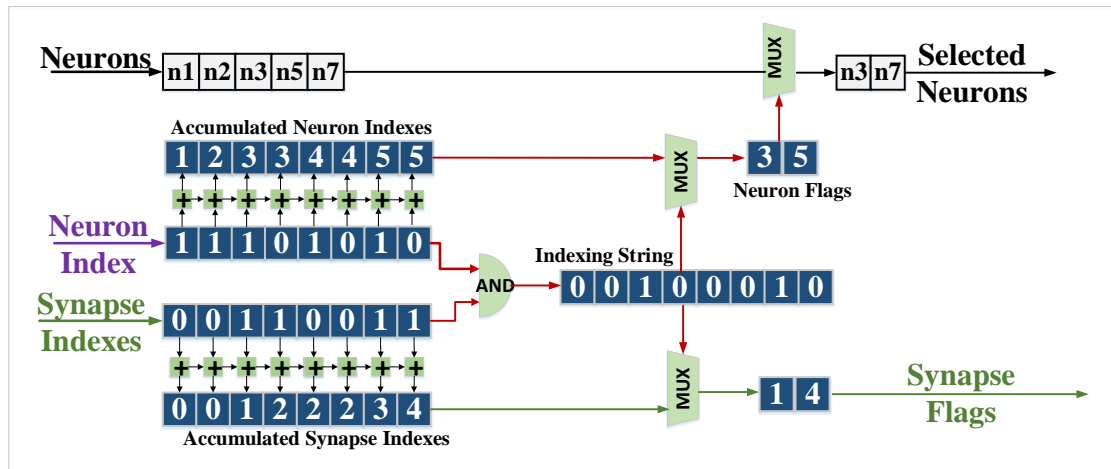 Neurons
n1 n2 n3 n5 n7
MUX
n3 n7
Selected
Neurons
Accumulated Neuron Indexes
1 2 3 3 4 4 5 5
MUX
3 5
Neuron Flags
+ + + + + + + +
Neuron
Index
1 1 1 0 1 0 1 0
Indexing String
AND
0 0 1 0 0 0 1 0
Synapse
Indexes
0 0 1 1 0 0 1 1
+ + + + + + + +
MUX
1 4
Synapse
Flags
0 0 1 2 2 2 3 4
Accumulated Synapse Indexes